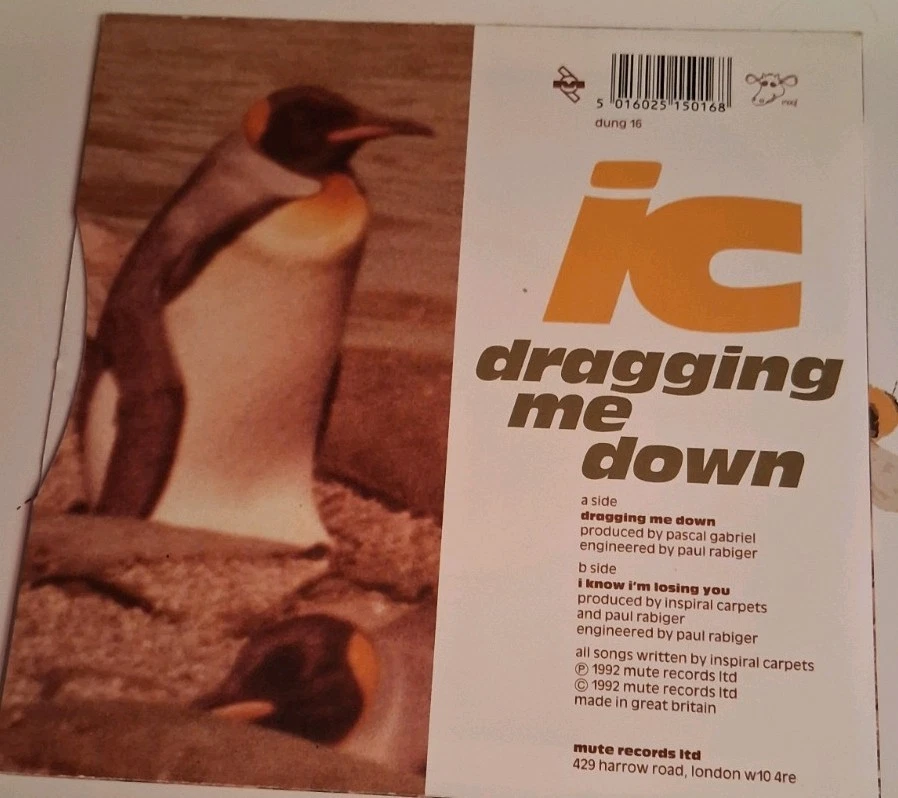 5 016025 150168
dung 16
ic
dragging
me
down
a side
dragging me down
produced by pascal gabriel
engineered by paul rabiger
b side
i know i'm losing you
produced by inspiral carpets
and paul rabiger
engineered by paul rabiger
all songs written by inspiral carpets
℗ 1992 mute records ltd
© 1992 mute records ltd
made in great britain
mute records ltd
429 harrow road, london w10 4re